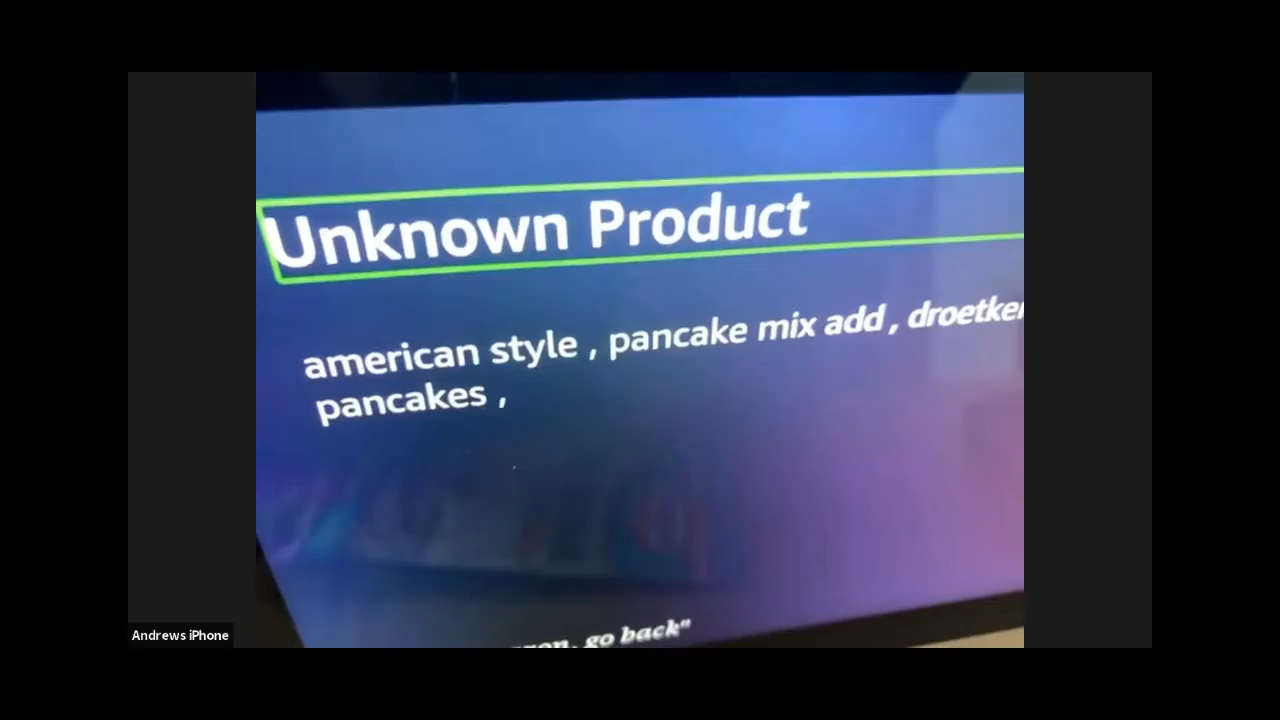 Unknown Product
american style , pancake mix add , droetker
pancakes ,
go back"
Andrews iPhone